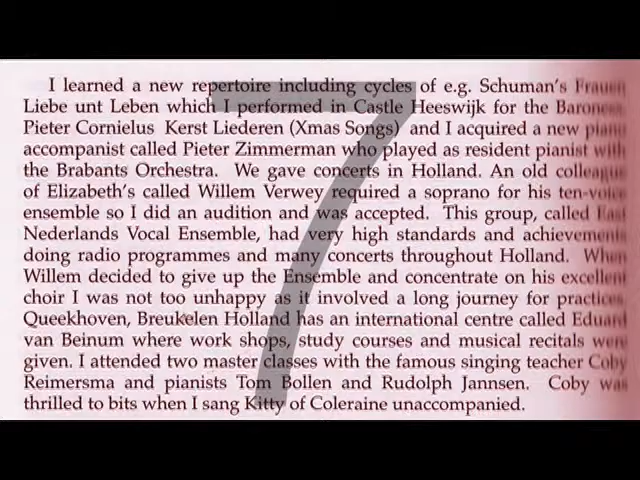 I learned a new repertoire including cycles of e.g. Schuman's Frauen
Liebe unt Leben which I performed in Castle Heeswijk for the Baroness,
Pieter Cornielus Kerst Liederen (Xmas Songs) and I acquired a new piano
accompanist called Pieter Zimmerman who played as resident pianist with
the Brabants Orchestra. We gave concerts in Holland. An old colleague
of Elizabeth's called Willem Verwey required a soprano for his ten-voice
ensemble so I did an audition and was accepted. This group, called East
Nederlands Vocal Ensemble, had very high standards and achievements
doing radio programmes and many concerts throughout Holland. When
Willem decided to give up the Ensemble and concentrate on his excellent
choir I was not too unhappy as it involved a long journey for practices.
Queekhoven, Breukelen Holland has an international centre called Eduard
van Beinum where work shops, study courses and musical recitals were
given. I attended two master classes with the famous singing teacher Coby
Reimersma and pianists Tom Bollen and Rudolph Jannsen. Coby was
thrilled to bits when I sang Kitty of Coleraine unaccompanied.
7